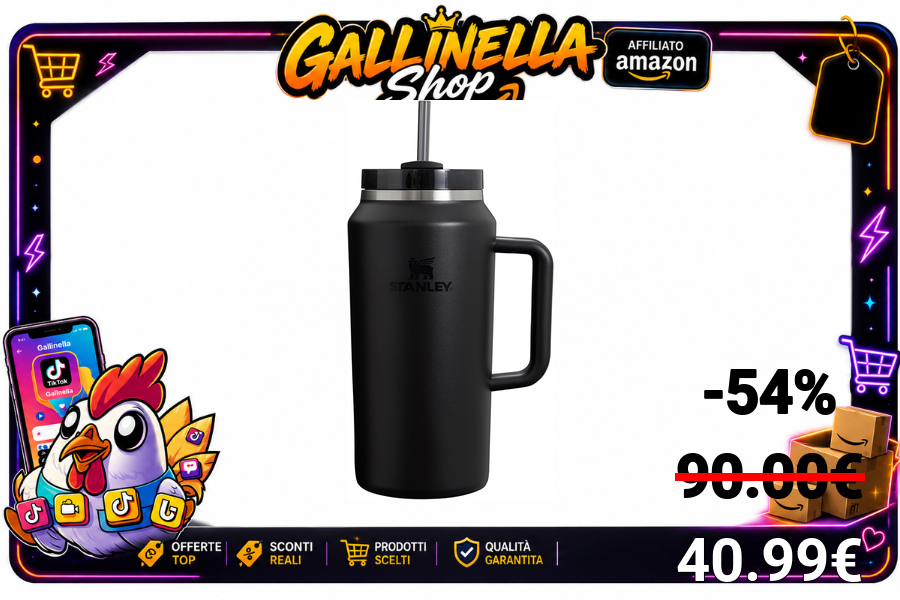 GALLINELLA
Shop
AFFILIATO
amazon
STANLEY
Gallinella
TikTok
Gallinella
-54%
90.00€
40.99€
OFFERTE
TOP
SCONTI
REALI
PRODOTTI
SCELTI
QUALITÀ
GARANTITA